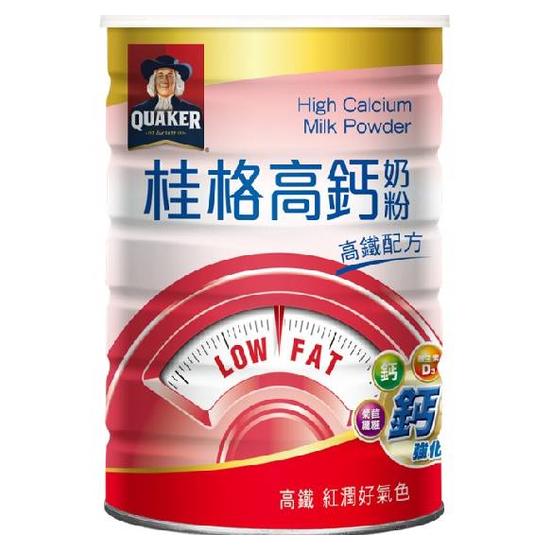 QUAKER
High Calcium
Milk Powder
桂格高鈣奶粉
高鐵配方
LOW FAT
鈣
D3
鈣
強化
高鐵 紅潤好氣色